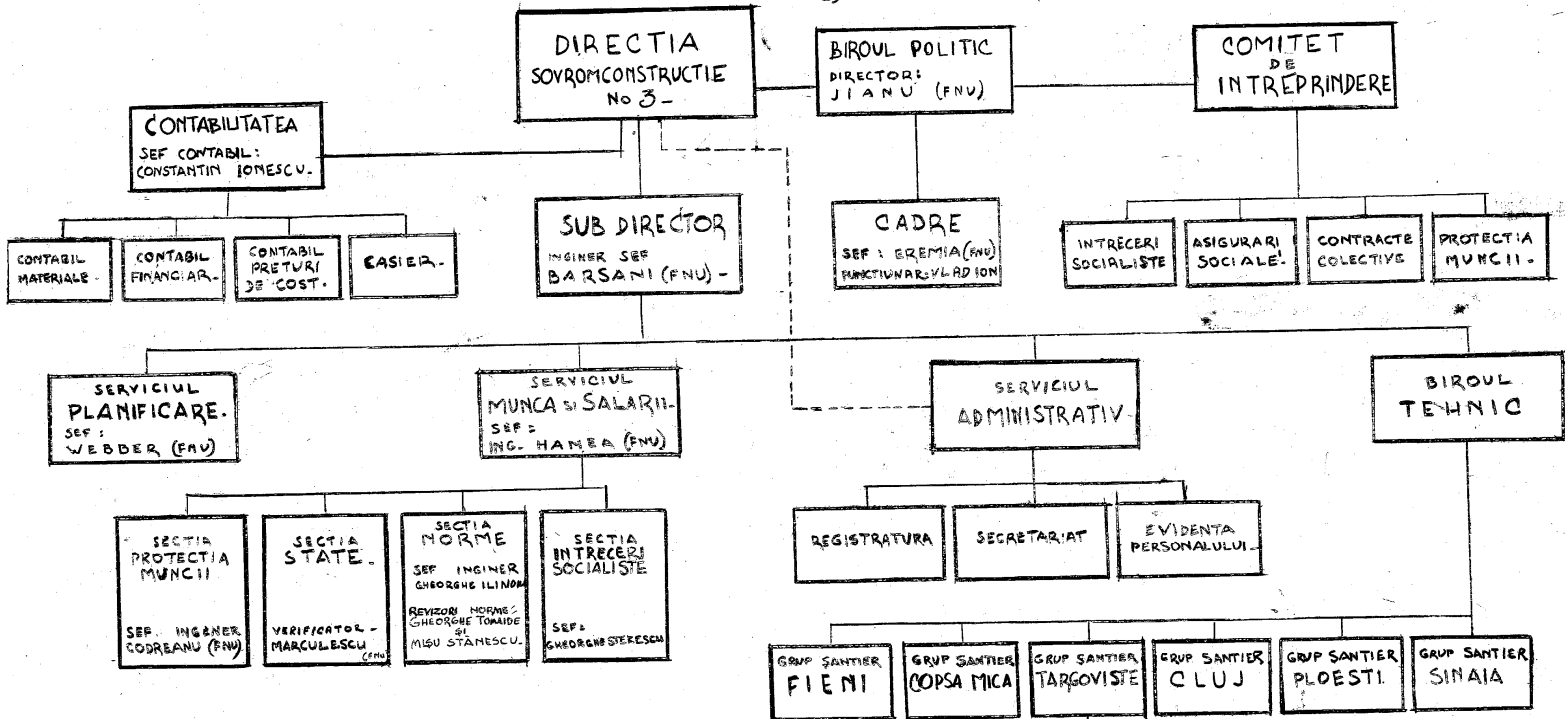 DIRECTIA
SOVROMCONSTRUCTIE
No 3-
BIROUL POLITIC
DIRECTOR:
JIANU (FNU)
COMITET
DE
INTREPRINDERE
CONTABILITATEA
SEF CONTABIL:
CONSTANTIN IONESCU-
CONTABIL
MATERIALE-
CONTABIL
FINANCIAR-
CONTABIL
PRETURI
DE COST.
CASIER-
SUB DIRECTOR
INGINER SEF
BARSANI (FNU)-
CADRE
SEF: EREMIA (FNU)
FUNCTIUNAR: VLAD ION
INTRECERI
SOCIALISTE
ASIGURARI
SOCIALE.
CONTRACTE
COLECTIVE
PROTECTIA
MUNCII-
SERVICIUL
PLANIFICARE.
SEF:
WEBBER (FNU)
SERVICIUL
MUNCA SI SALARII-
SEF:
ING- HAMEA (FNU)
SERVICIUL
ADMINISTRATIV-
BIROUL
TEHNIC
SECTIA
PROTECTIA
MUNCII
SEF. INGINER
CODREANU (FNU)
SECTIA
STATE-
VERIFICATOR-
MARCULESCU
(FNU)
SECTIA
NORME
SEF INGINER
GHEORGHE
REVIZORI NORME:
GHEORGHE TOMAIDE
SI
MISU STANESCU-
SECTIA
INTRECERI
SOCIALISTE
SEF:
GHEORGHE STERESCU
REGISTRATURA
SECRETARIAT
EVIDENTA
PERSONALULUI-
GRUP SANTIER
FIENI
GRUP SANTIER
COPSA MICA
GRUP SANTIER
TARGOVISTE
GRUP SANTIER
CLUJ
GRUP SANTIER
PLOESTI
GRUP SANTIER
SINAIA